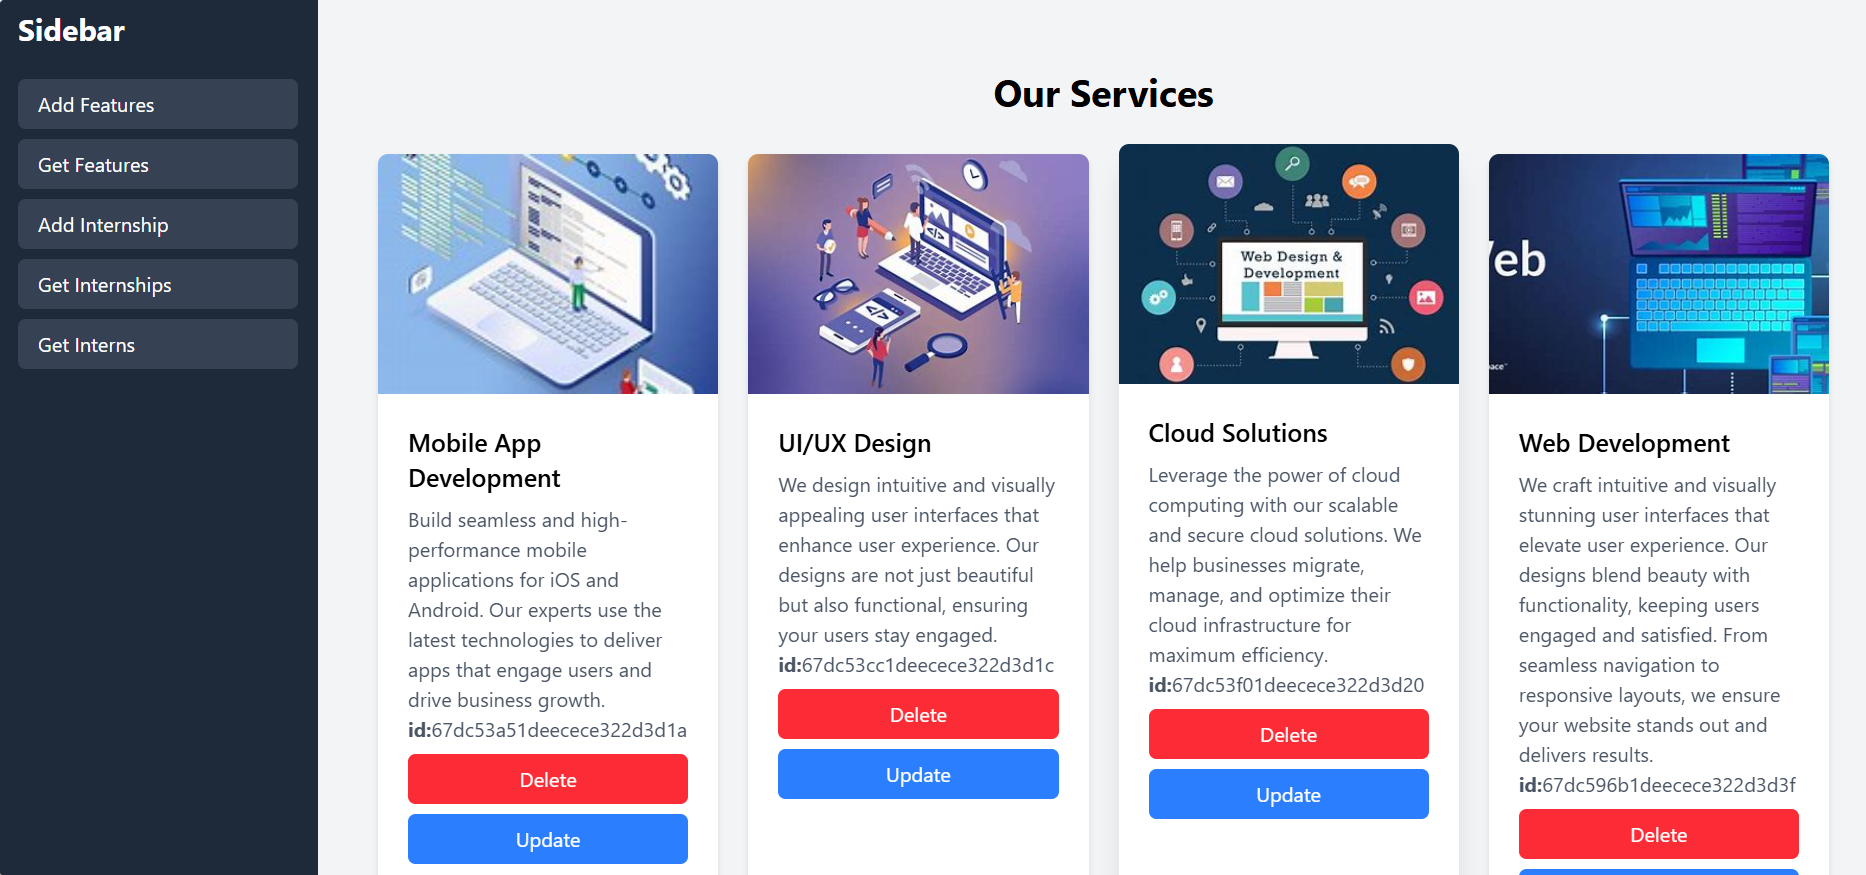 Sidebar
Add Features
Get Features
Add Internship
Get Internships
Get Interns
Our Services
Mobile App
Development
Build seamless and high-
performance mobile
applications for iOS and
Android. Our experts use the
latest technologies to deliver
apps that engage users and
drive business growth.
id:67dc53a51deecece322d3d1a
Delete
Update
UI/UX Design
We design intuitive and visually
appealing user interfaces that
enhance user experience. Our
designs are not just beautiful
but also functional, ensuring
your users stay engaged.
id:67dc53cc1deecece322d3d1c
Delete
Update
Web Design &
Development
Cloud Solutions
Leverage the power of cloud
computing with our scalable
and secure cloud solutions. We
help businesses migrate,
manage, and optimize their
cloud infrastructure for
maximum efficiency.
id:67dc53f01deecece322d3d20
Delete
Update
Web
pace™
Web Development
We craft intuitive and visually
stunning user interfaces that
elevate user experience. Our
designs blend beauty with
functionality, keeping users
engaged and satisfied. From
seamless navigation to
responsive layouts, we ensure
your website stands out and
delivers results.
id:67dc596b1deecece322d3d3f
Delete